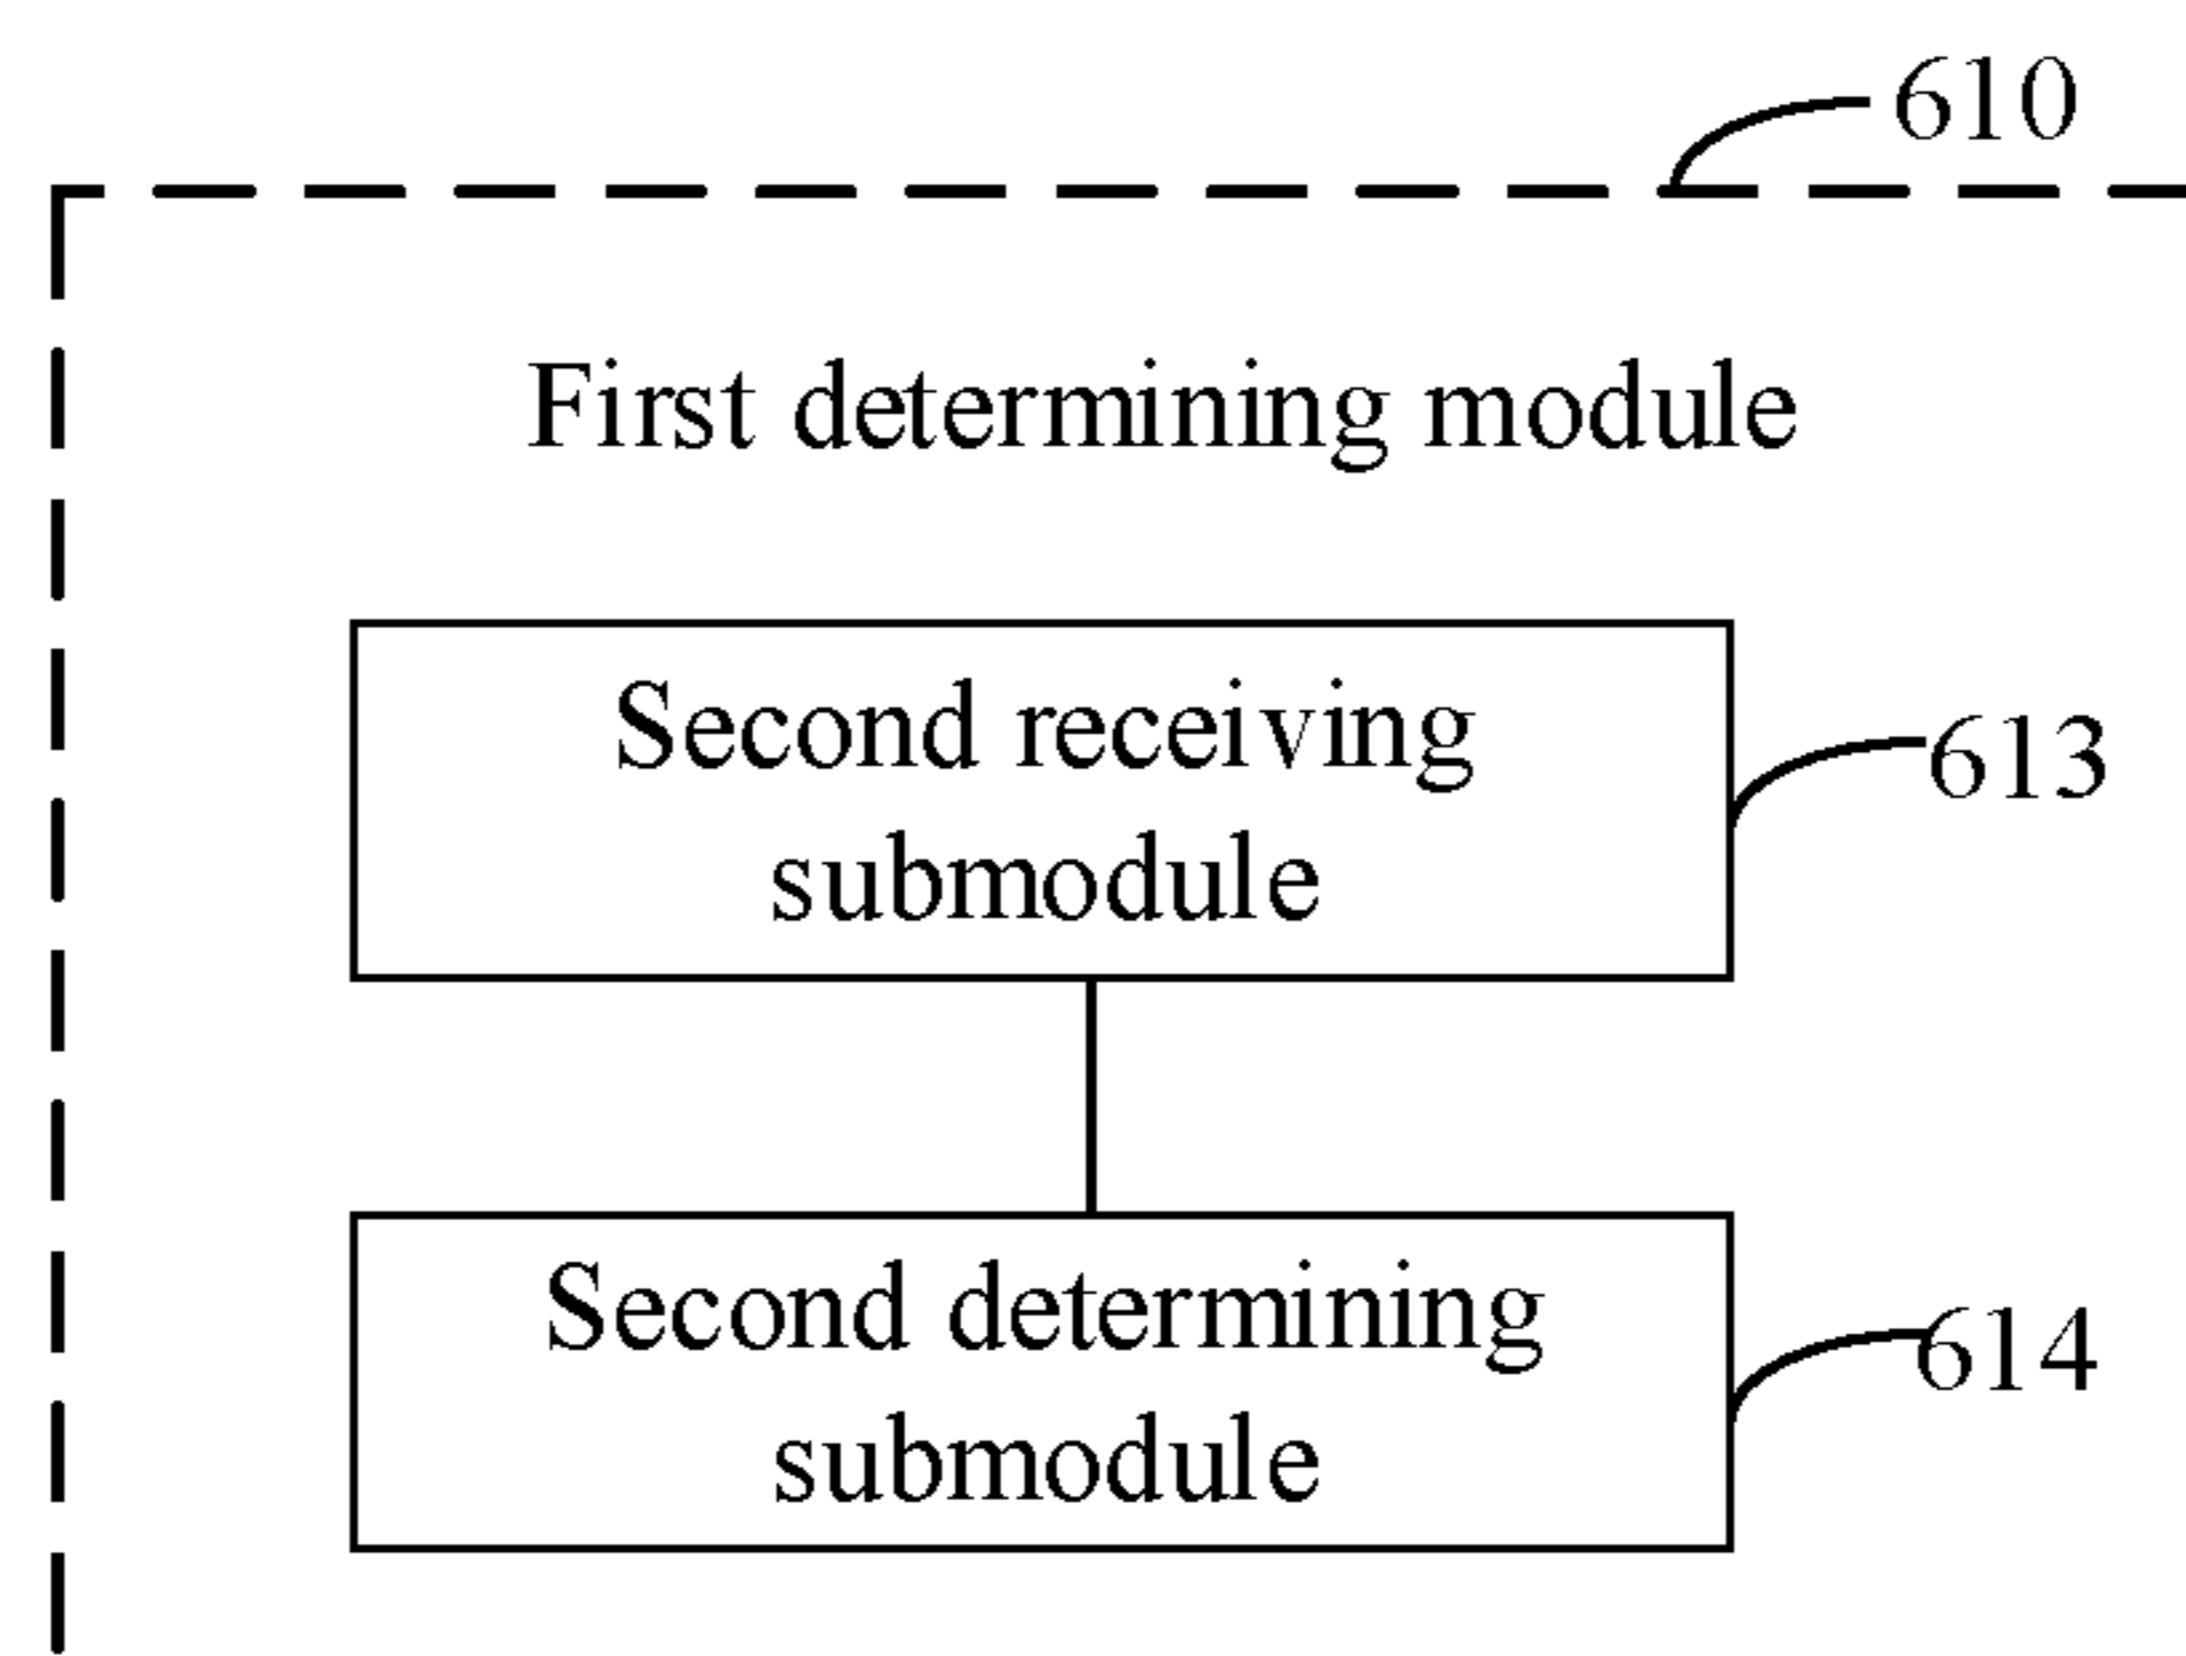 610
First determining module
Second receiving
submodule
613
Second determining
submodule
614